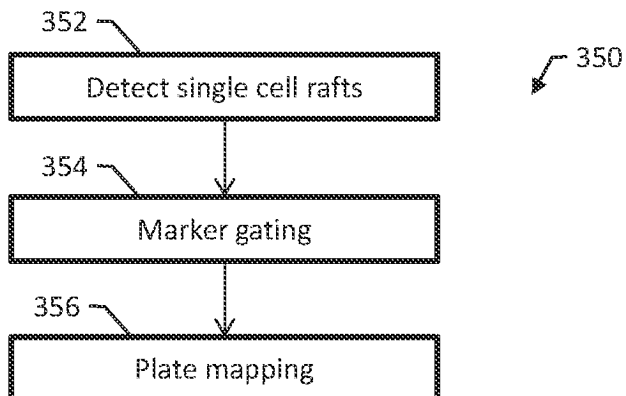 352
350
Detect single cell rafts
354
Marker gating
356
Plate mapping